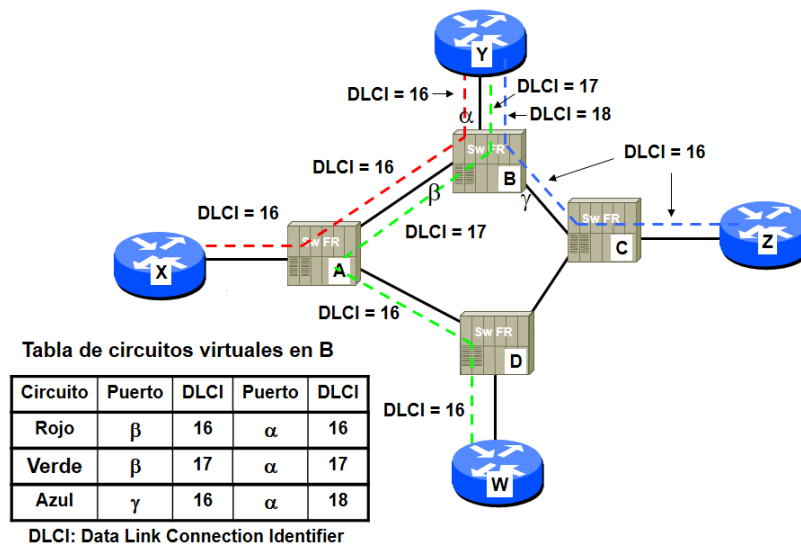 Y
DLCI = 16
DLCI = 17
DLCI = 18
α
Sw FR
B
DLCI = 16
DLCI = 16
β
γ
DLCI = 16
Sw FR
C
Z
DLCI = 17
Sw FR
A
X
DLCI = 16
Sw FR
D
DLCI = 16
W
Tabla de circuitos virtuales en B
Circuito Puerto DLCI Puerto DLCI
Rojo β 16 α 16
Verde β 17 α 17
Azul γ 16 α 18
DLCI: Data Link Connection Identifier